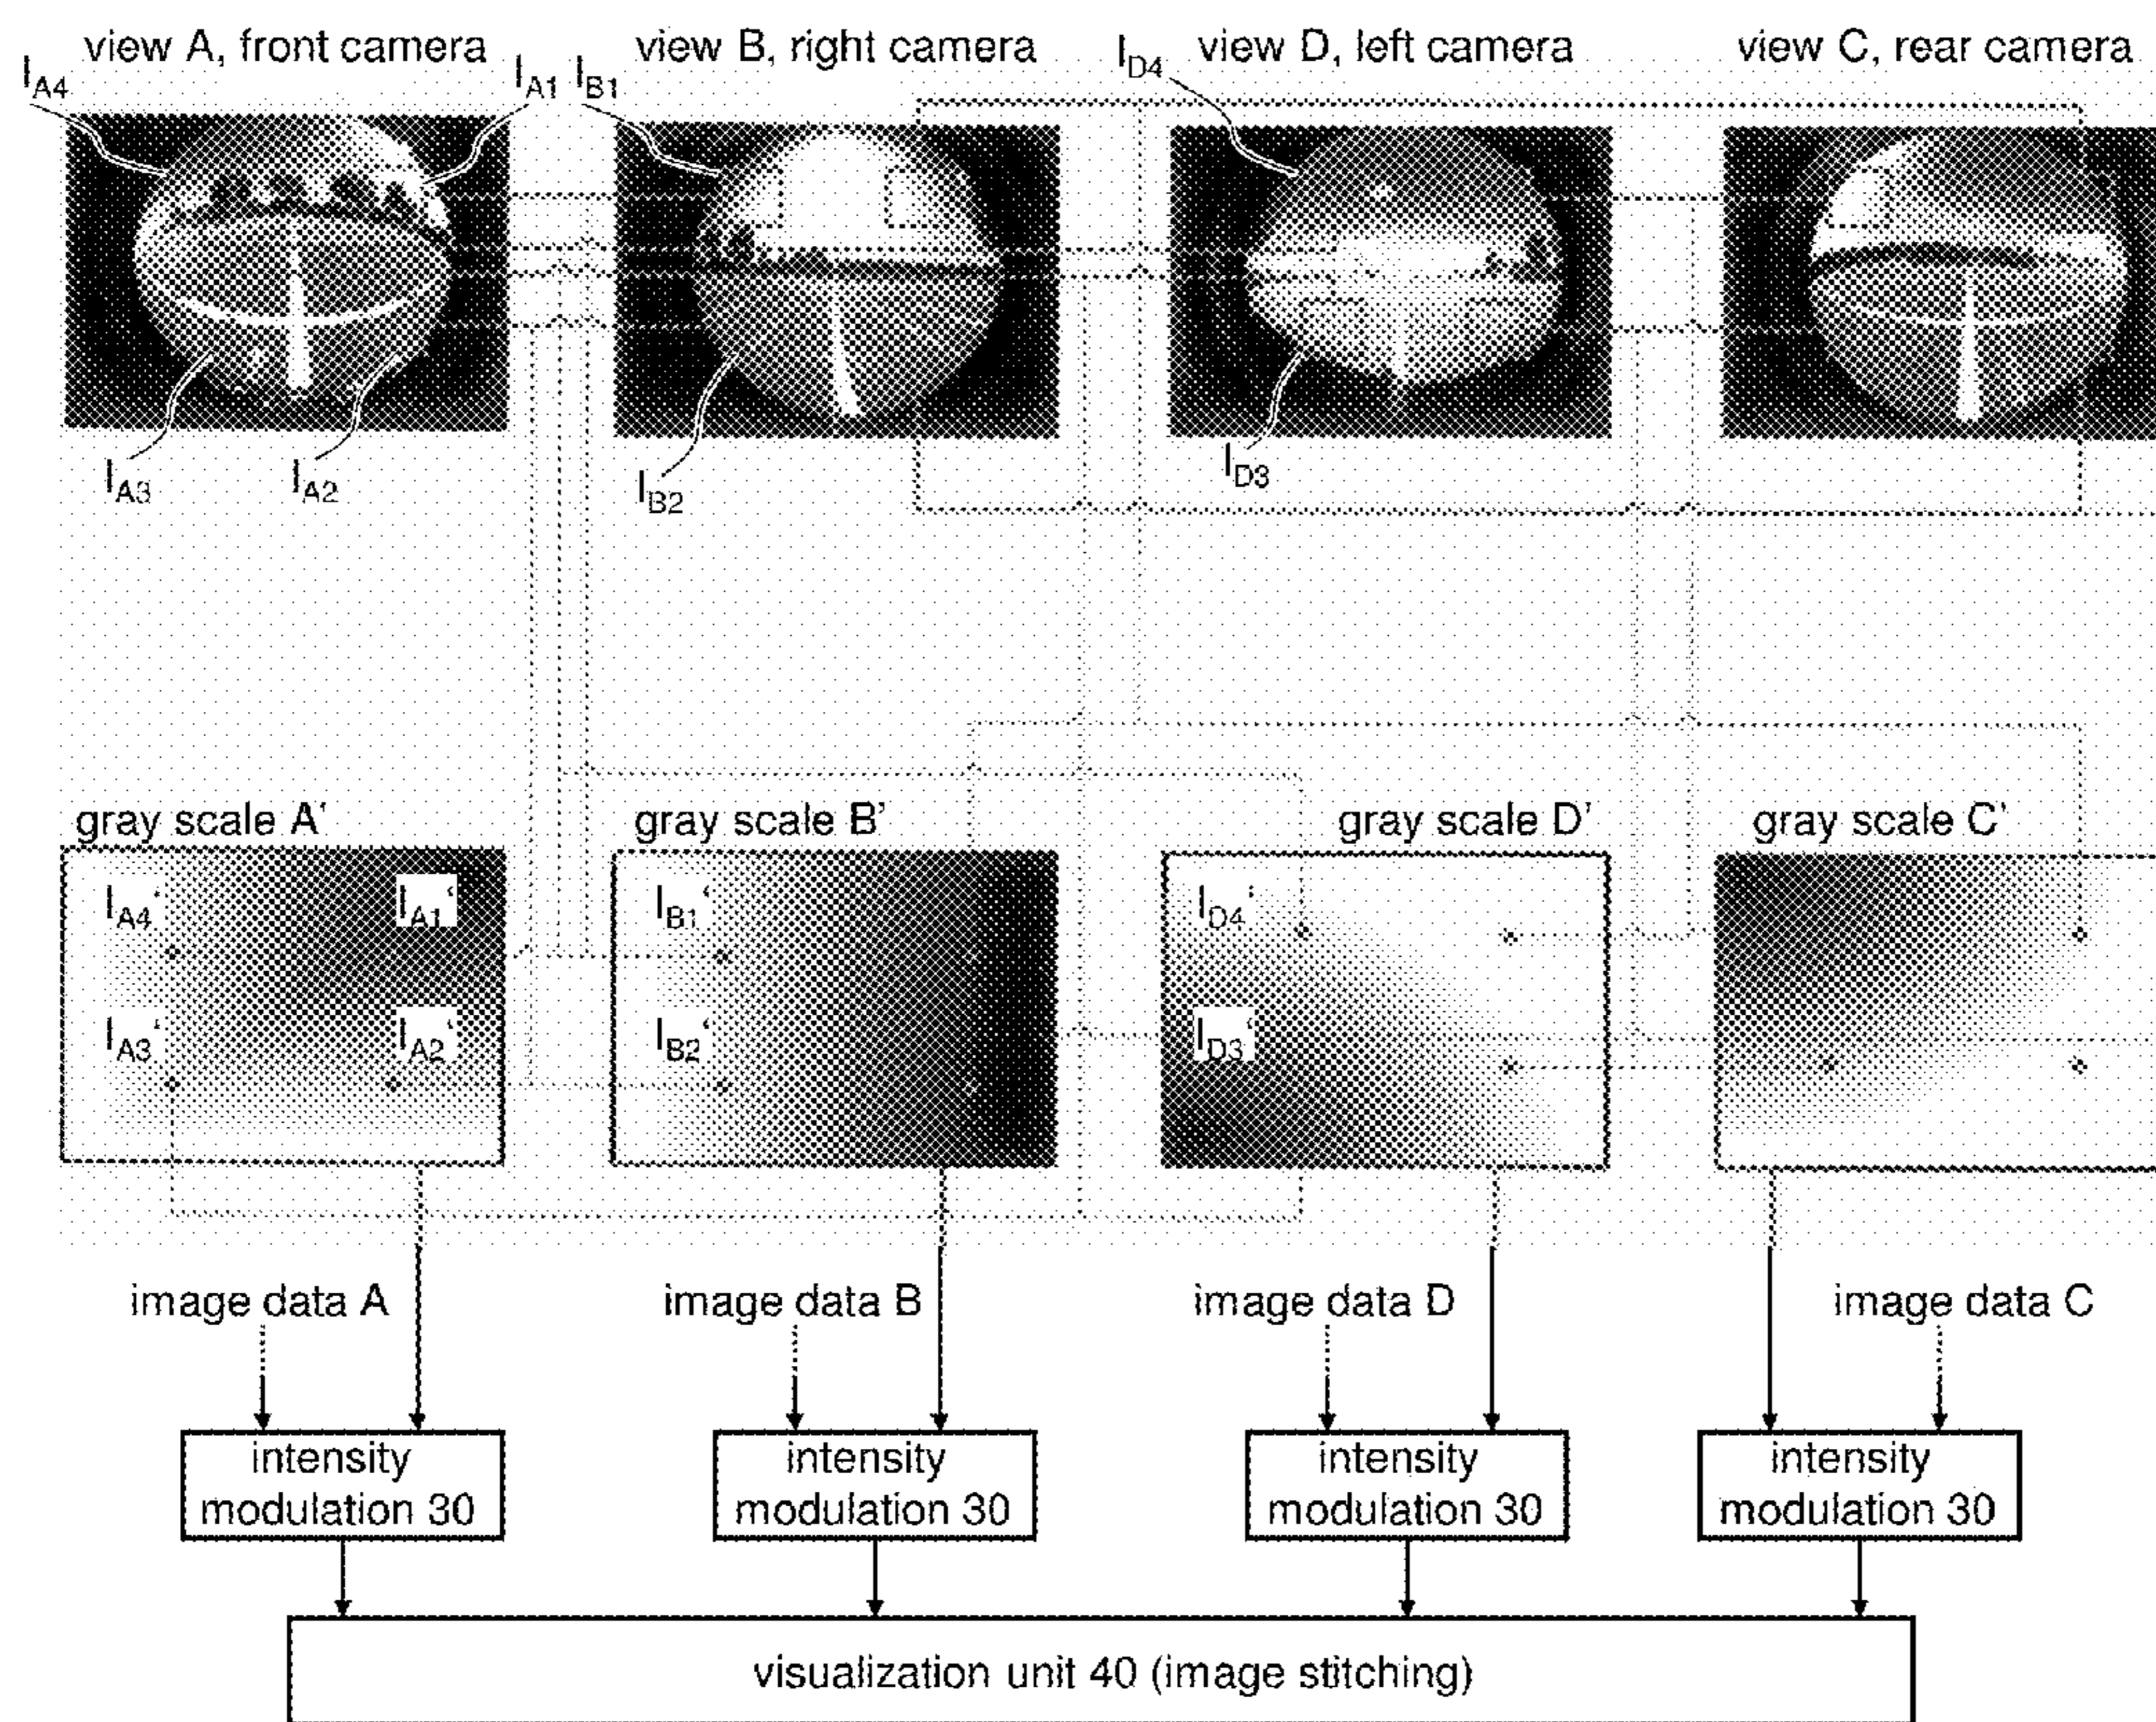 view A, front camera
view B, right camera
view D, left camera
view C, rear camera
I_A4
I_A1
I_B1
I_D4
I_A3
I_A2
I_B2
I_D3
gray scale A'
gray scale B'
gray scale D'
gray scale C'
I_A4'
I_A1'
I_B1'
I_D4'
I_A3'
I_A2'
I_B2'
I_D3'
image data A
image data B
image data D
image data C
intensity
modulation 30
intensity
modulation 30
intensity
modulation 30
intensity
modulation 30
visualization unit 40 (image stitching)